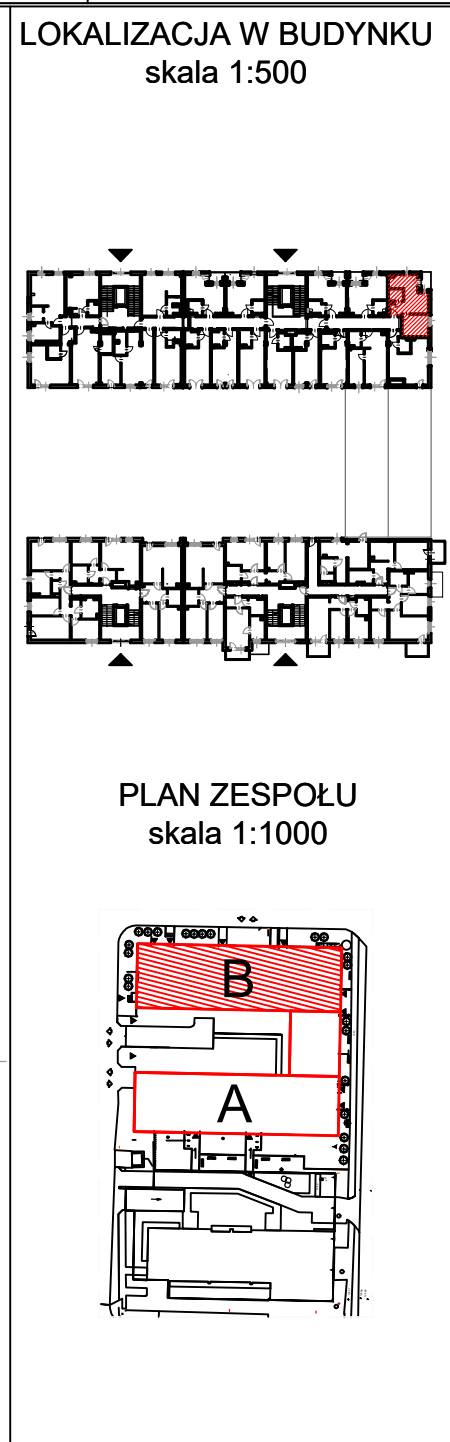 LOKALIZACJA W BUDYNKU
skala 1:500
PLAN ZESPOŁU
skala 1:1000
B
A